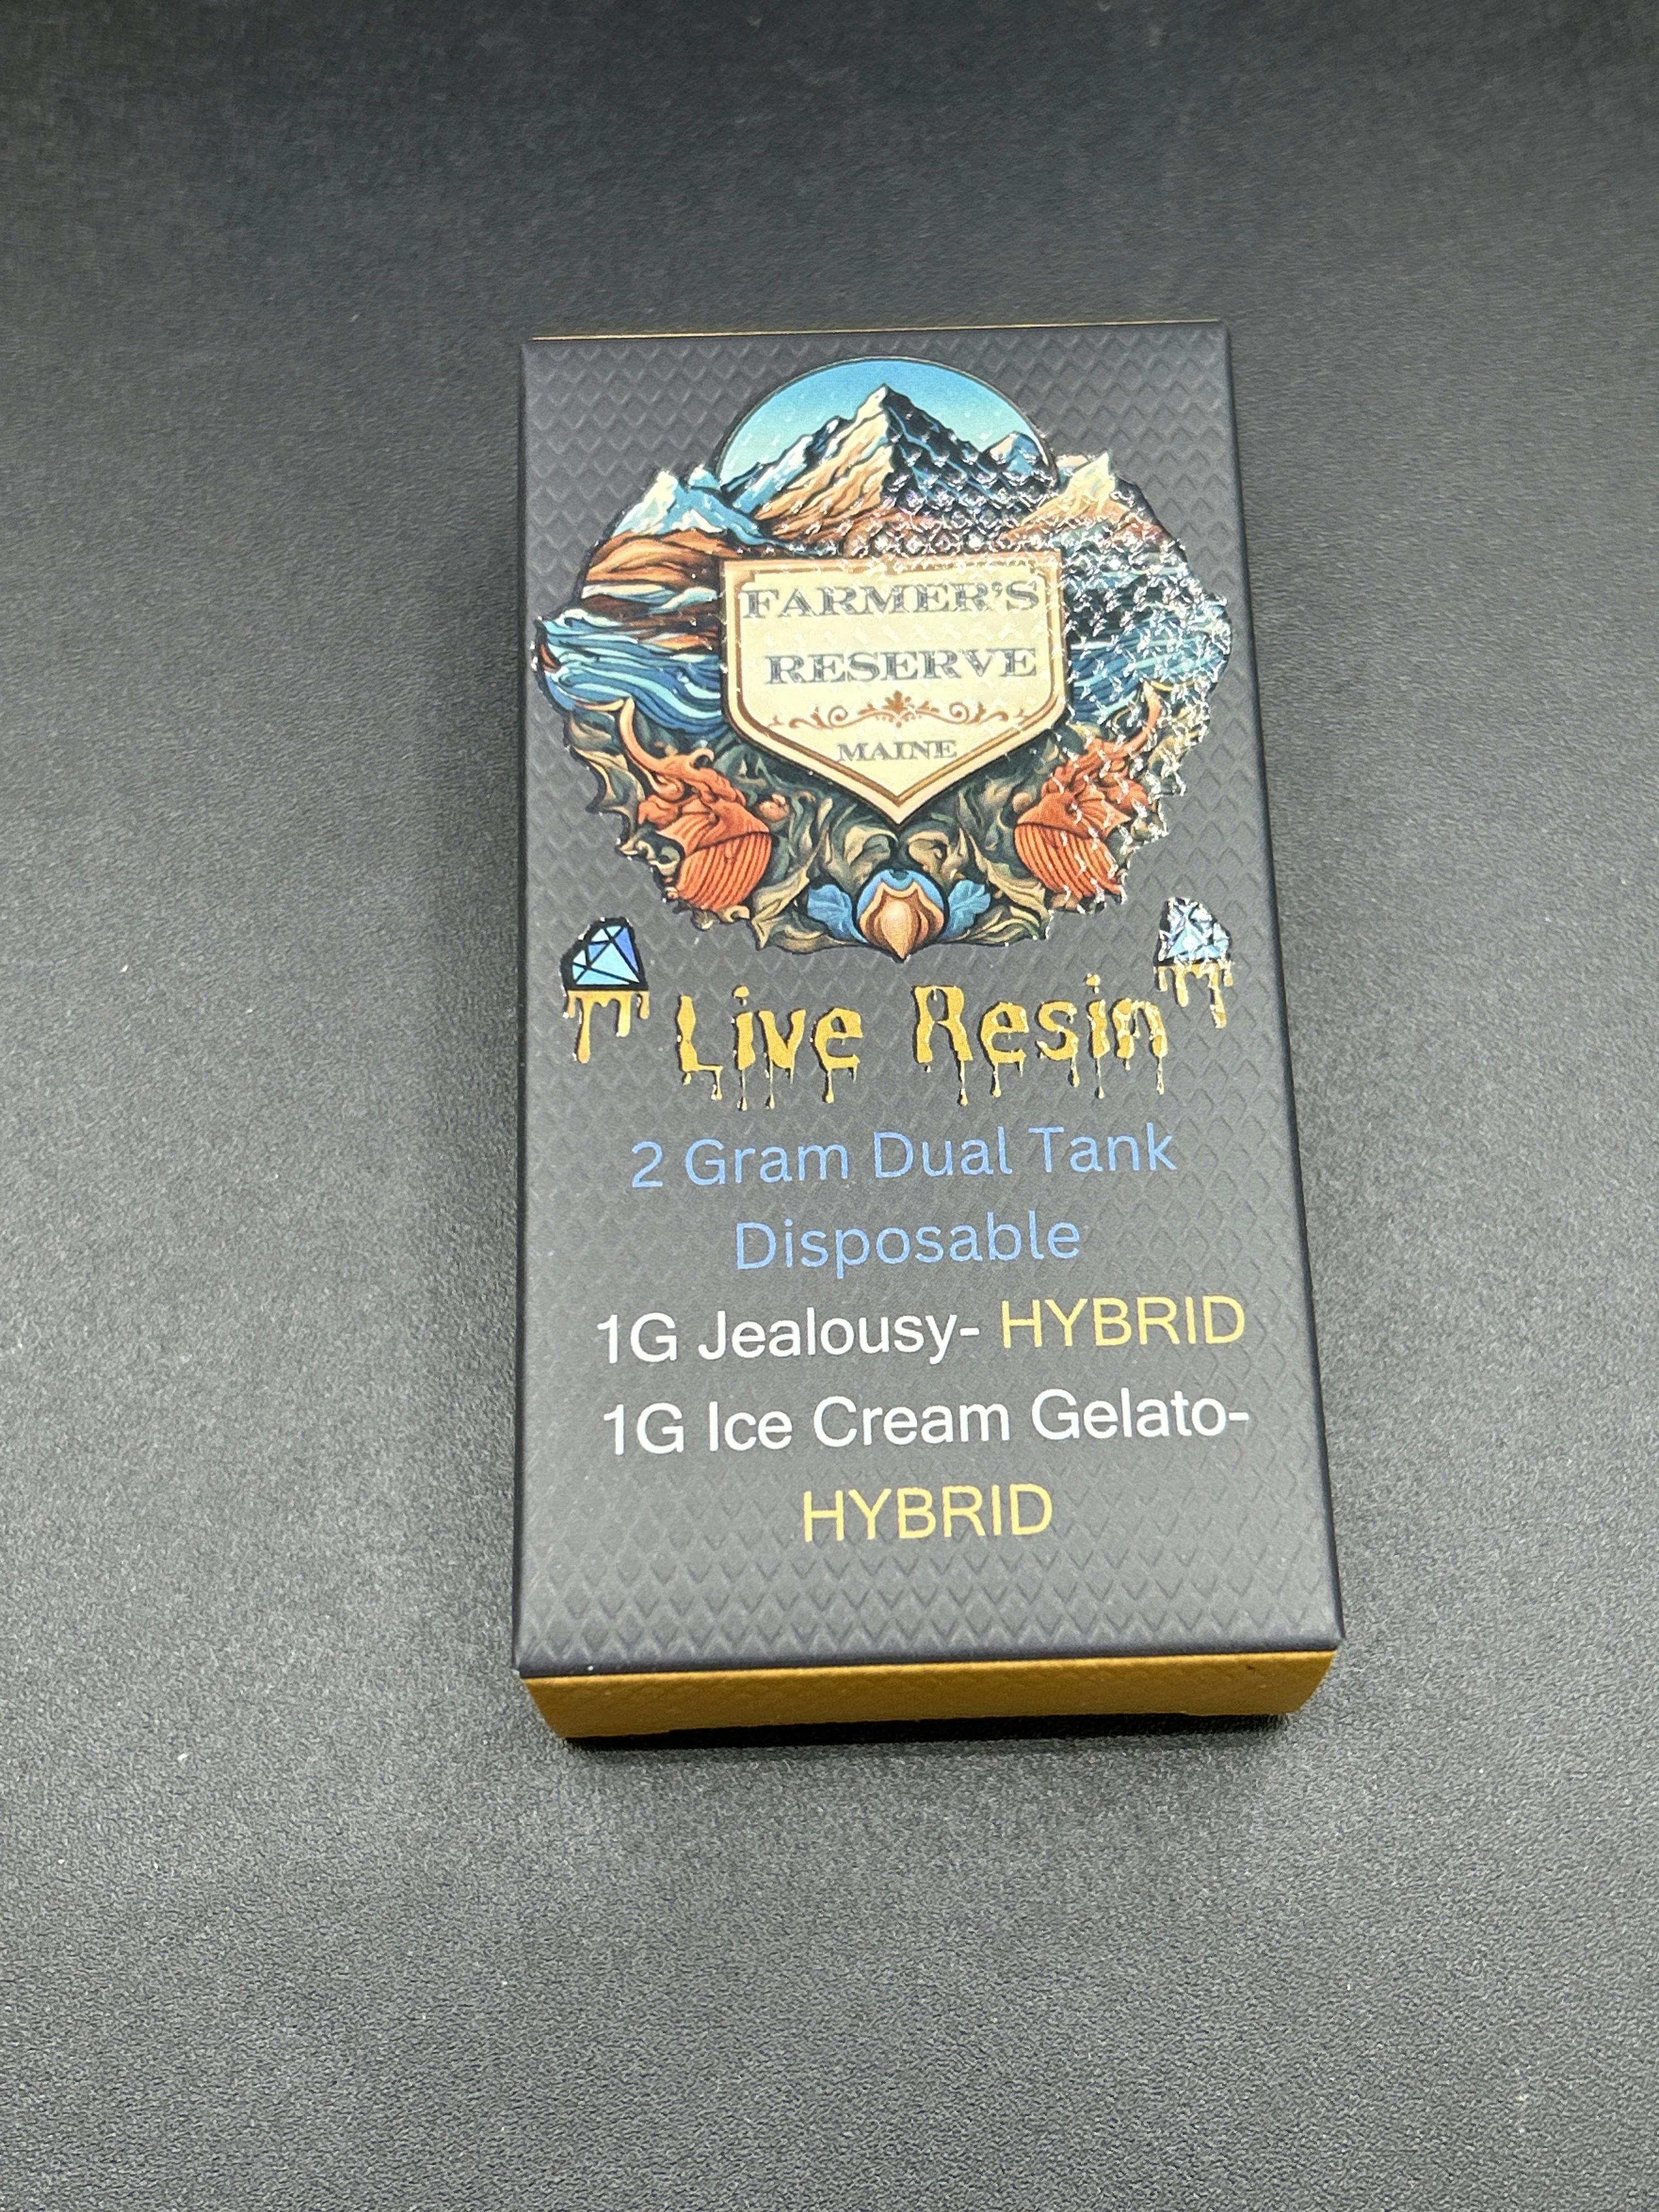 FARMER'S
RESERVE
MAINE
Live Resin
2 Gram Dual Tank
Disposable
1G Jealousy- HYBRID
1G Ice Cream Gelato-
HYBRID